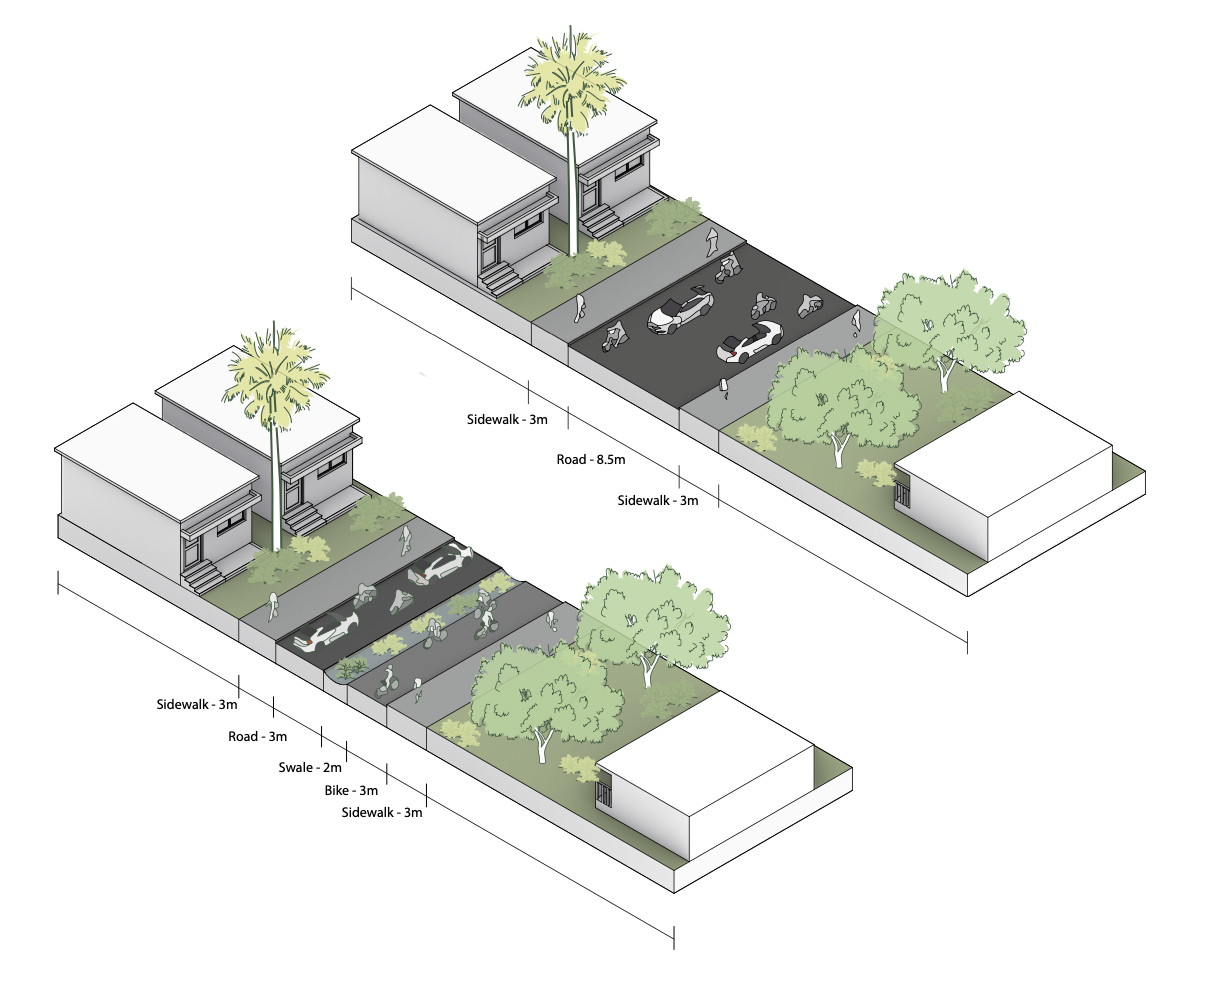 Sidewalk - 3m
Road - 8.5m
Sidewalk - 3m
Sidewalk - 3m
Road - 3m
Swale - 2m
Bike - 3m
Sidewalk - 3m